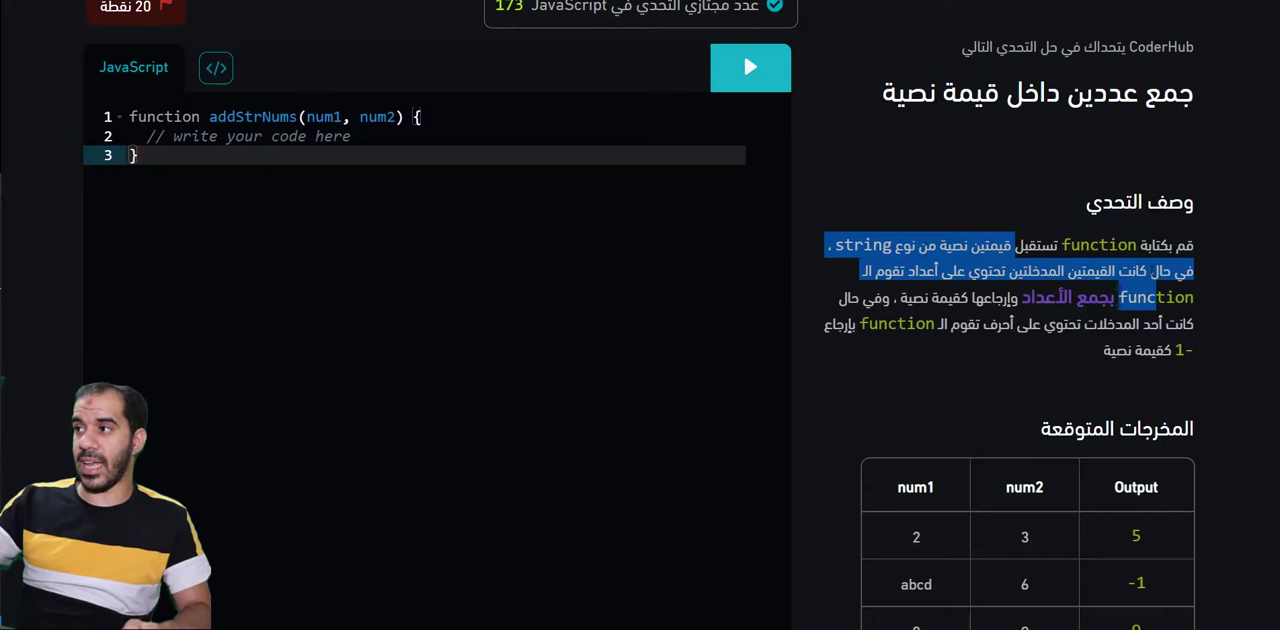 20 نقطة
عدد مجتازي التحدي في JavaScript 173
CoderHub يتحداك في حل التحدي التالي
جمع عددين داخل قيمة نصية
وصف التحدي
قم بكتابة function تستقبل قيمتين نصية من نوع string ،
في حال كانت القيمتين المدخلتين تحتوي على أعداد تقوم الـ
function بجمع الأعداد وإرجاعها كقيمة نصية ، وفي حال
كانت أحد المدخلات تحتوي على أحرف تقوم الـ function بإرجاع
-1 كقيمة نصية
المخرجات المتوقعة
num1 num2 Output
2 3 5
abcd 6 -1
JavaScript </>
1 function addStrNums(num1, num2) {
2 // write your code here
3 }